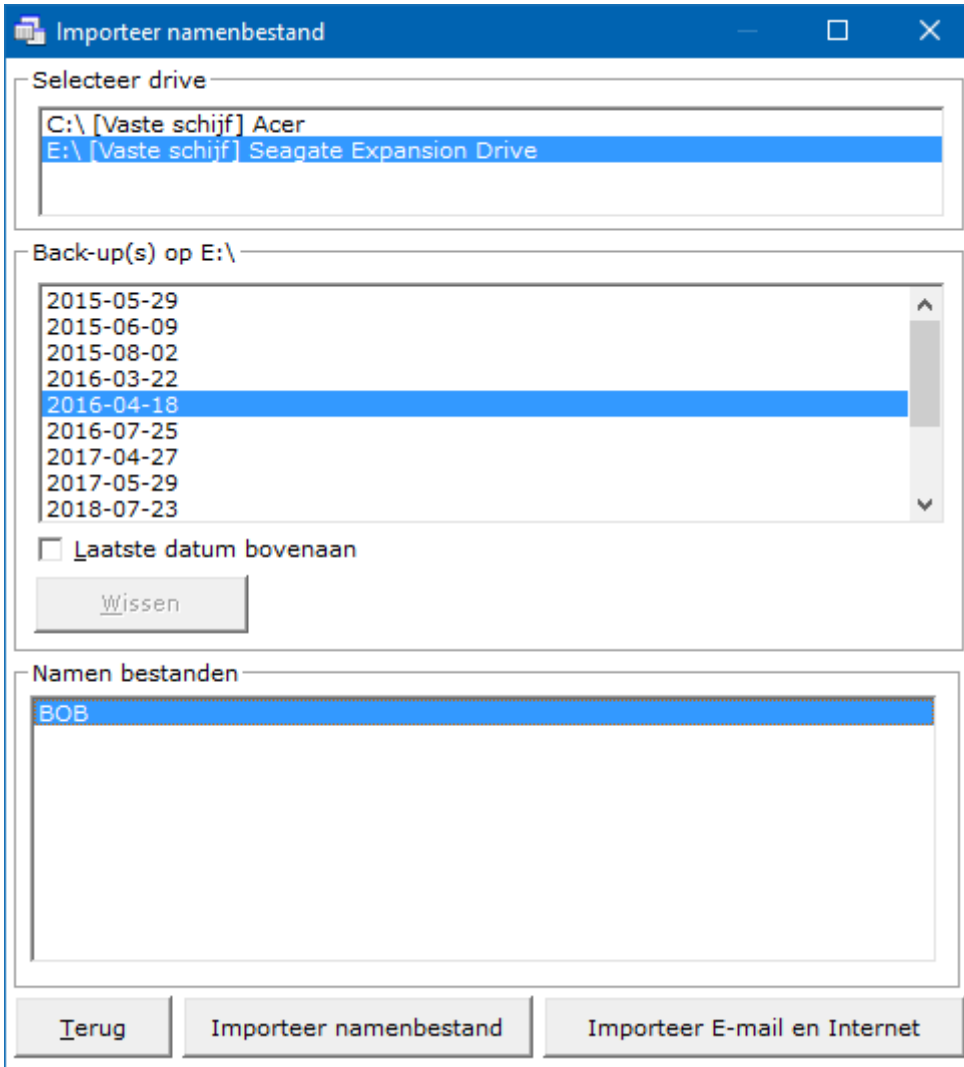 Importeer namenbestand
Selecteer drive
C:\ [Vaste schijf] Acer
E:\ [Vaste schijf] Seagate Expansion Drive
Back-up(s) op E:\
2015-05-29
2015-06-09
2015-08-02
2016-03-22
2016-04-18
2016-07-25
2017-04-27
2017-05-29
2018-07-23
Laatste datum bovenaan
Wissen
Namen bestanden
BOB
Terug
Importeer namenbestand
Importeer E-mail en Internet